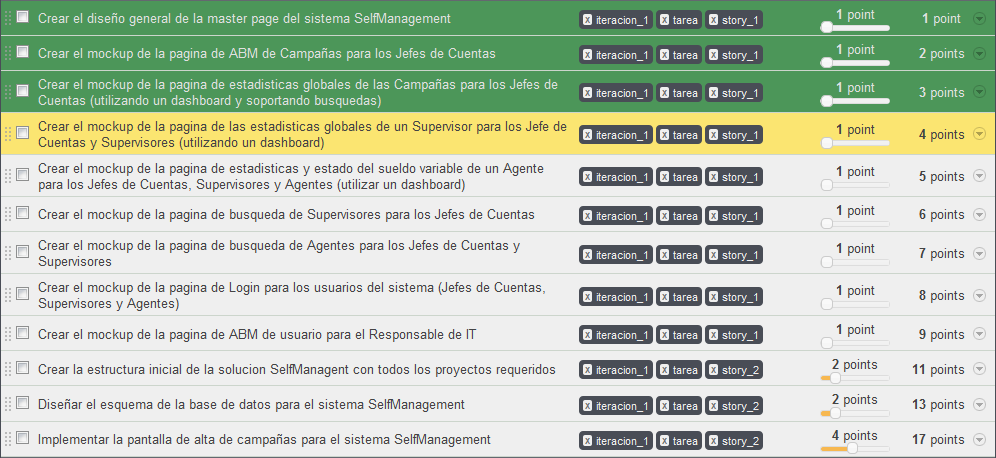 Crear el diseño general de la master page del sistema SelfManagement
x iteracion_1 x tarea x story_1
1 point
1 point
Crear el mockup de la pagina de ABM de Campañas para los Jefes de Cuentas
x iteracion_1 x tarea x story_1
1 point
2 points
Crear el mockup de la pagina de estadisticas globales de las Campañas para los Jefes de
Cuentas (utilizando un dashboard y soportando busquedas)
x iteracion_1 x tarea x story_1
1 point
3 points
Crear el mockup de la pagina de las estadisticas globales de un Supervisor para los Jefe de
Cuentas y Supervisores (utilizando un dashboard)
x iteracion_1 x tarea x story_1
1 point
4 points
Crear el mockup de la pagina de estadisticas y estado del sueldo variable de un Agente
para los Jefes de Cuentas, Supervisores y Agentes (utilizar un dashboard)
x iteracion_1 x tarea x story_1
1 point
5 points
Crear el mockup de la pagina de busqueda de Supervisores para los Jefes de Cuentas
x iteracion_1 x tarea x story_1
1 point
6 points
Crear el mockup de la pagina de busqueda de Agentes para los Jefes de Cuentas y
Supervisores
x iteracion_1 x tarea x story_1
1 point
7 points
Crear el mockup de la pagina de Login para los usuarios del sistema (Jefes de Cuentas,
Supervisores y Agentes)
x iteracion_1 x tarea x story_1
1 point
8 points
Crear el mockup de la pagina de ABM de usuario para el Responsable de IT
x iteracion_1 x tarea x story_1
1 point
9 points
Crear la estructura inicial de la solucion SelfManagent con todos los proyectos requeridos
x iteracion_1 x tarea x story_2
2 points
11 points
Diseñar el esquema de la base de datos para el sistema SelfManagement
x iteracion_1 x tarea x story_2
2 points
13 points
Implementar la pantalla de alta de campañas para el sistema SelfManagement
x iteracion_1 x tarea x story_2
4 points
17 points